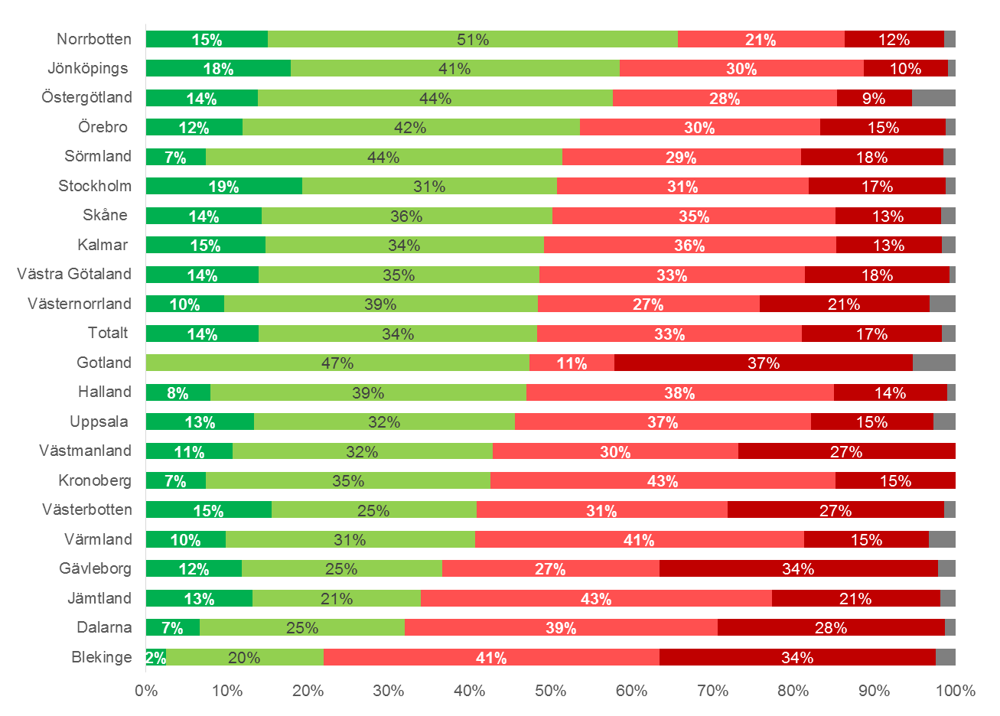 Norrbotten 15% 51% 21% 12%
Jönköpings 18% 41% 30% 10%
Östergötland 14% 44% 28% 9%
Örebro 12% 42% 30% 15%
Sörmland 7% 44% 29% 18%
Stockholm 19% 31% 31% 17%
Skåne 14% 36% 35% 13%
Kalmar 15% 34% 36% 13%
Västra Götaland 14% 35% 33% 18%
Västernorrland 10% 39% 27% 21%
Totalt 14% 34% 33% 17%
Gotland 47% 11% 37%
Halland 8% 39% 38% 14%
Uppsala 13% 32% 37% 15%
Västmanland 11% 32% 30% 27%
Kronoberg 7% 35% 43% 15%
Västerbotten 15% 25% 31% 27%
Värmland 10% 31% 41% 15%
Gävleborg 12% 25% 27% 34%
Jämtland 13% 21% 43% 21%
Dalarna 7% 25% 39% 28%
Blekinge 2% 20% 41% 34%
0% 10% 20% 30% 40% 50% 60% 70% 80% 90% 100%